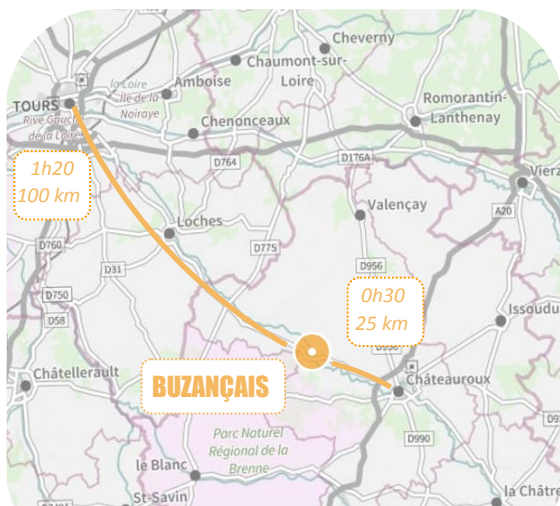 Cheverny
Chaumont-sur-
Loire
la Loire
Amboise
Île de la
Noiraye
TOURS
Rive Gauche
de la Loire
Romorantin-
Lanthenay
Chenonceaux
D764
D176A
1h20
100 km
Vierz
Valençay
A20
Loches
D760
D775
D31
D956
D750
D58
0h30
25 km
Issoudu
D956
Châtellerault
BUZANÇAIS
Châteauroux
Parc Naturel
Régional de la
Brenne
D990
le Blanc
St-Savin
la Châtre